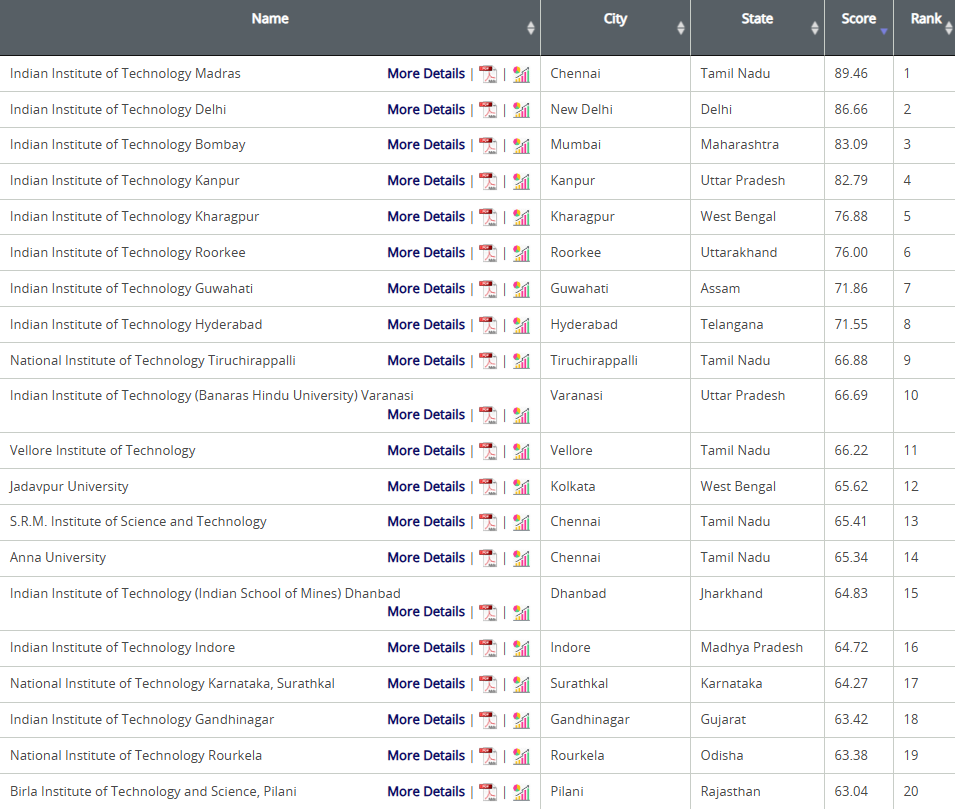 Name City State Score Rank
Indian Institute of Technology Madras More Details | | Chennai Tamil Nadu 89.46 1
Indian Institute of Technology Delhi More Details | | New Delhi Delhi 86.66 2
Indian Institute of Technology Bombay More Details | | Mumbai Maharashtra 83.09 3
Indian Institute of Technology Kanpur More Details | | Kanpur Uttar Pradesh 82.79 4
Indian Institute of Technology Kharagpur More Details | | Kharagpur West Bengal 76.88 5
Indian Institute of Technology Roorkee More Details | | Roorkee Uttarakhand 76.00 6
Indian Institute of Technology Guwahati More Details | | Guwahati Assam 71.86 7
Indian Institute of Technology Hyderabad More Details | | Hyderabad Telangana 71.55 8
National Institute of Technology Tiruchirappalli More Details | | Tiruchirappalli Tamil Nadu 66.88 9
Indian Institute of Technology (Banaras Hindu University) Varanasi Varanasi Uttar Pradesh 66.69 10
More Details | |
Vellore Institute of Technology More Details | | Vellore Tamil Nadu 66.22 11
Jadavpur University More Details | | Kolkata West Bengal 65.62 12
S.R.M. Institute of Science and Technology More Details | | Chennai Tamil Nadu 65.41 13
Anna University More Details | | Chennai Tamil Nadu 65.34 14
Indian Institute of Technology (Indian School of Mines) Dhanbad Dhanbad Jharkhand 64.83 15
More Details | |
Indian Institute of Technology Indore More Details | | Indore Madhya Pradesh 64.72 16
National Institute of Technology Karnataka, Surathkal More Details | | Surathkal Karnataka 64.27 17
Indian Institute of Technology Gandhinagar More Details | | Gandhinagar Gujarat 63.42 18
National Institute of Technology Rourkela More Details | | Rourkela Odisha 63.38 19
Birla Institute of Technology and Science, Pilani More Details | | Pilani Rajasthan 63.04 20